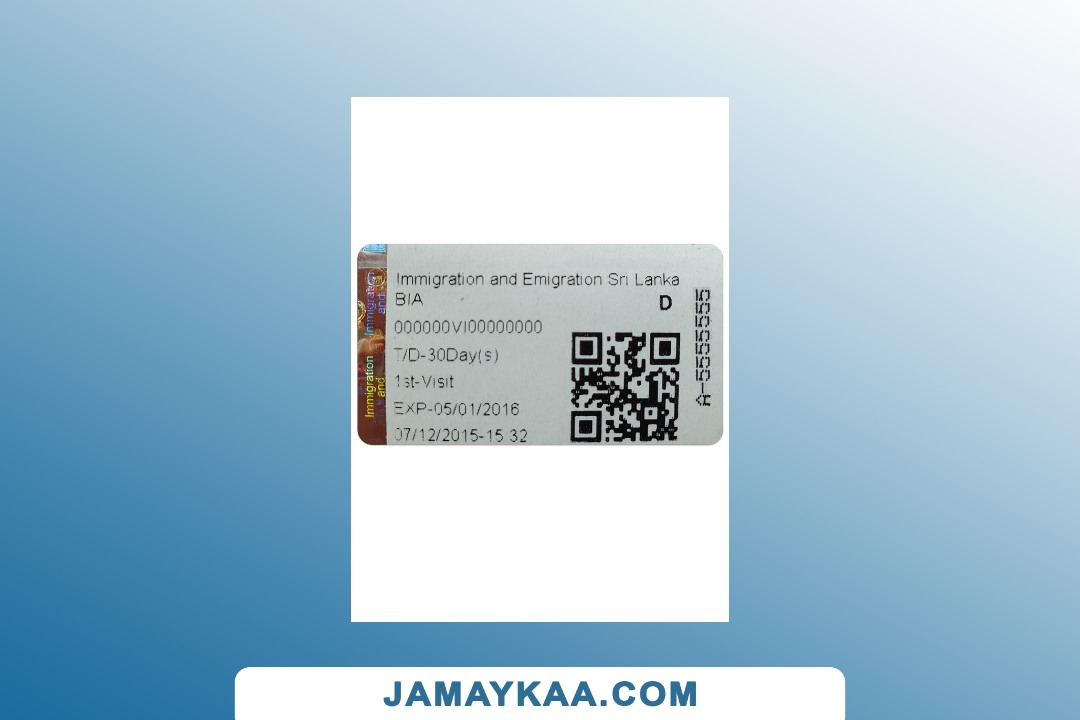 Immigration and Emigration Sri Lanka
BIA
D
000000VI00000000
T/D-30Day(s)
1st-Visit
EXP-05/01/2016
07/12/2015-15:32
A-5555555
Immigration
and
Immigration
and
JAMAYKAA.COM